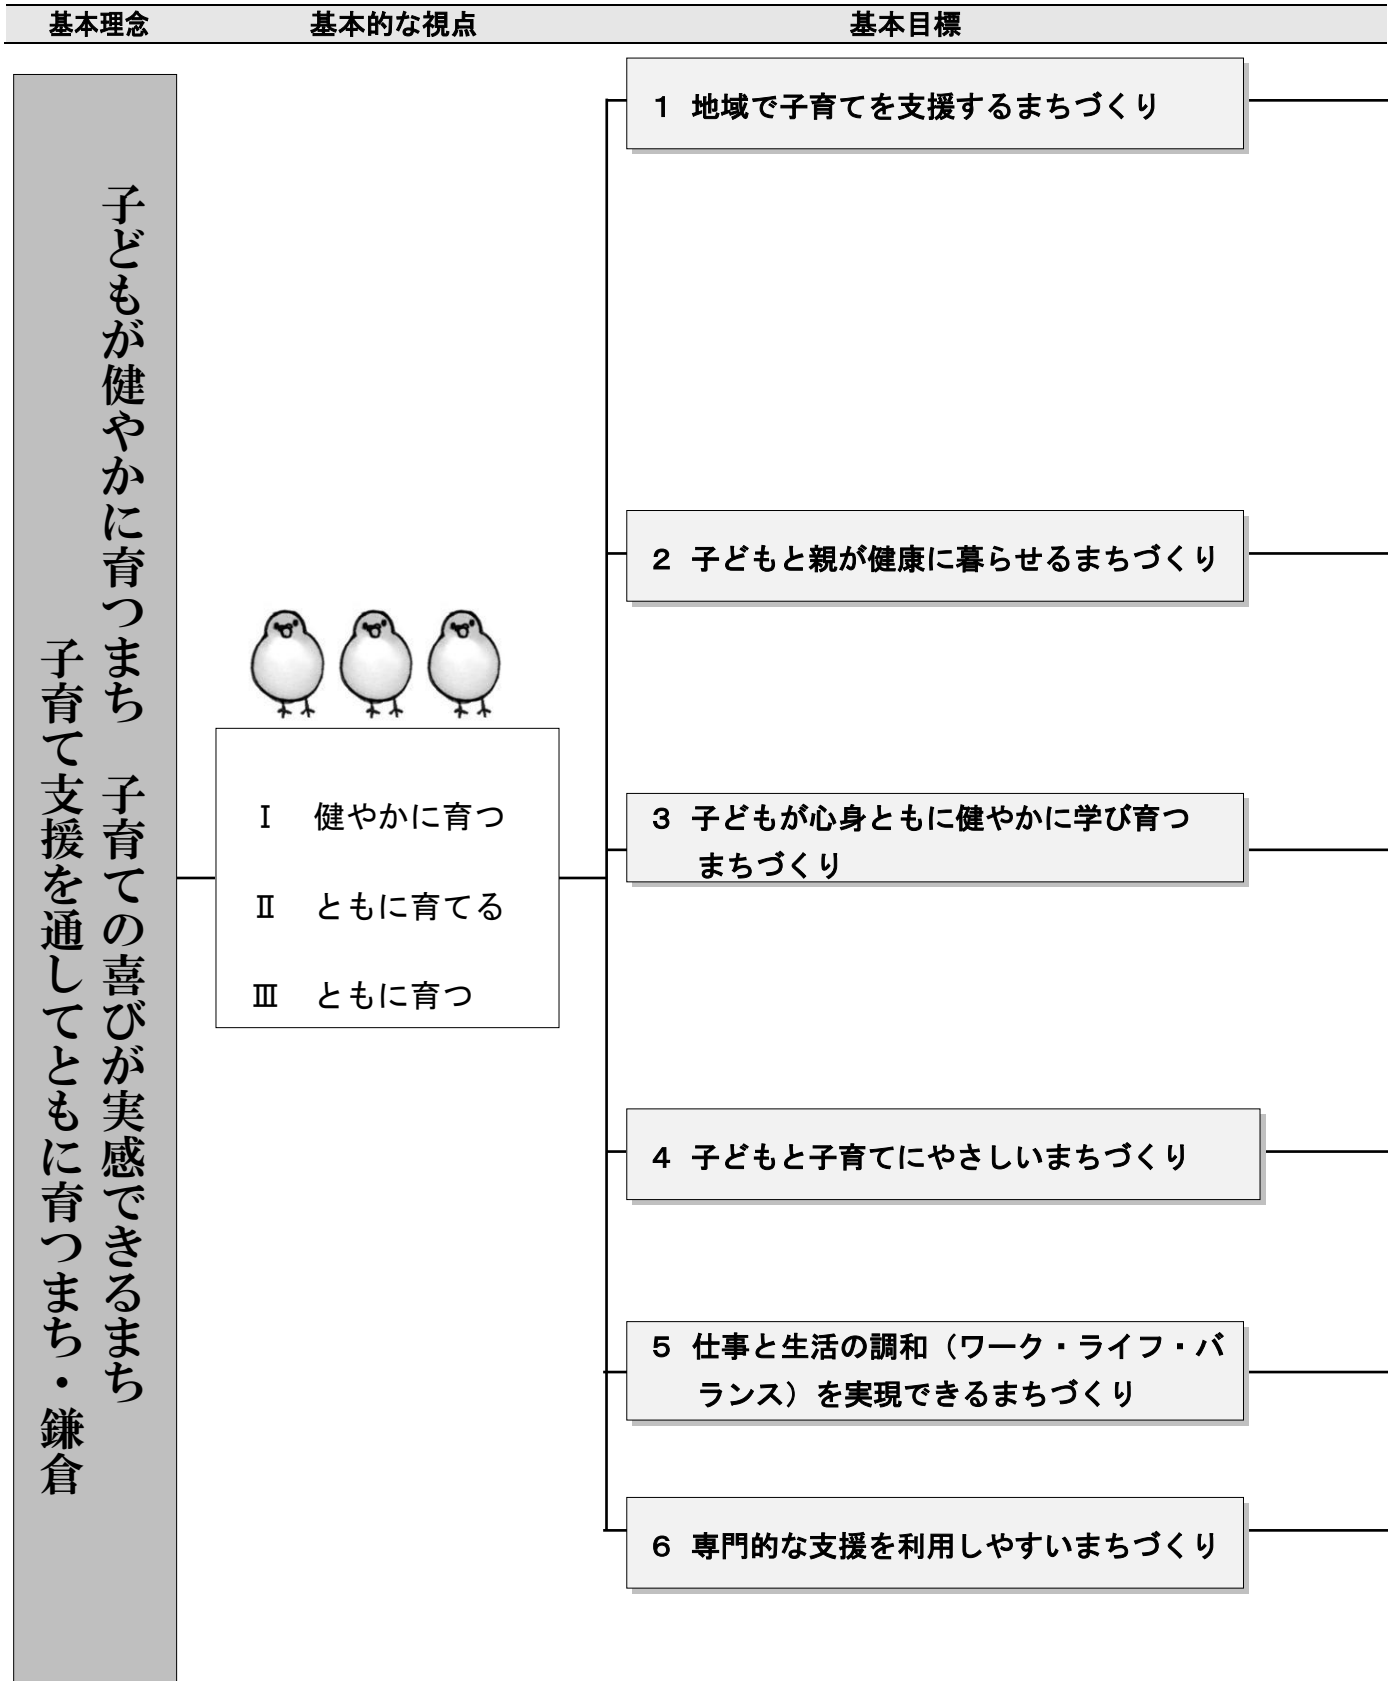 基本理念
基本的な視点
基本目標
子どもが健やかに育つまち　子育ての喜びが実感できるまち
子育て支援を通してともに育つまち・鎌倉
Ⅰ　健やかに育つ
Ⅱ　ともに育てる
Ⅲ　ともに育つ
1 地域で子育てを支援するまちづくり
2 子どもと親が健康に暮らせるまちづくり
3 子どもが心身ともに健やかに学び育つ
まちづくり
4 子どもと子育てにやさしいまちづくり
5 仕事と生活の調和（ワーク・ライフ・バ
ランス）を実現できるまちづくり
6 専門的な支援を利用しやすいまちづくり